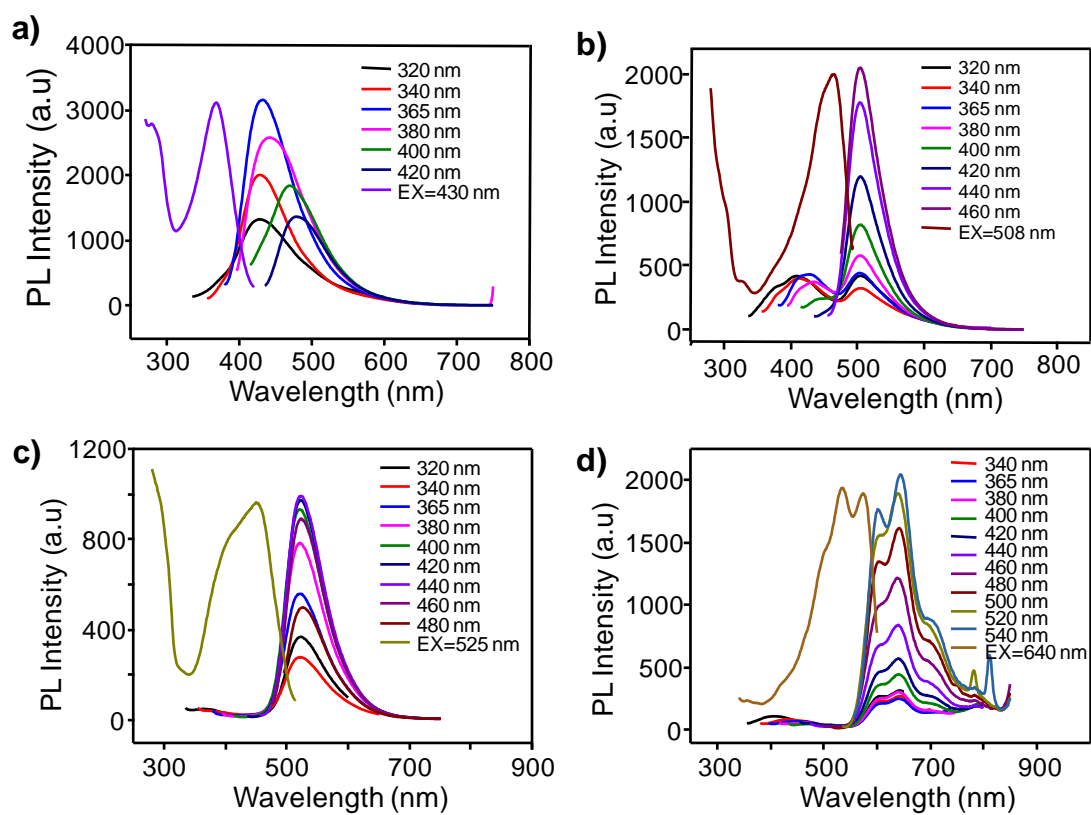 a)
PL Intensity (a.u)
4000
3000
2000
1000
0
300 400 500 600 700 800
Wavelength (nm)
320 nm
340 nm
365 nm
380 nm
400 nm
420 nm
EX=430 nm
b)
PL Intensity (a.u)
2000
1500
1000
500
0
300 400 500 600 700 800
Wavelength (nm)
320 nm
340 nm
365 nm
380 nm
400 nm
420 nm
440 nm
460 nm
EX=508 nm
c)
PL Intensity (a.u)
1200
800
400
0
300 500 700 900
Wavelength (nm)
320 nm
340 nm
365 nm
380 nm
400 nm
420 nm
440 nm
460 nm
480 nm
EX=525 nm
d)
PL Intensity (a.u)
2000
1500
1000
500
0
300 500 700 900
Wavelength (nm)
340 nm
365 nm
380 nm
400 nm
420 nm
440 nm
460 nm
480 nm
500 nm
520 nm
540 nm
EX=640 nm